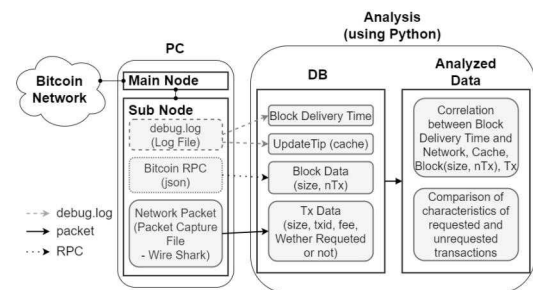 Analysis
(using Python)
PC
Bitcoin
Network
Main Node
Sub Node
debug.log
(Log File)
Bitcoin RPC
(json)
Network Packet
(Packet Capture
File
- Wire Shark)
DB
Block Delivery Time
UpdateTip (cache)
Block Data
(size, nTx)
Tx Data
(size, txid, fee,
Wether Requeted
or not)
Analyzed
Data
Correlation
between Block
Delivery Time and
Network, Cache,
Block(size, nTx), Tx
Comparison of
characteristics of
requested and
unrequested
transactions
debug.log
packet
RPC